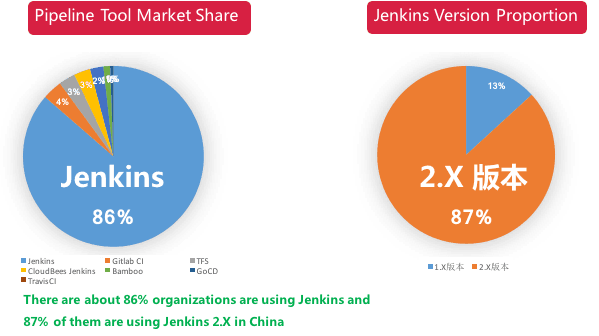 Pipeline Tool Market Share
Jenkins Version Proportion
3%
3%
2%
4%
13%
Jenkins
86%
2.X 版本
87%
Jenkins
Gitlab CI
TFS
CloudBees Jenkins
Bamboo
GoCD
TravisCI
1.X版本
2.X版本
There are about 86% organizations are using Jenkins and
87% of them are using Jenkins 2.X in China